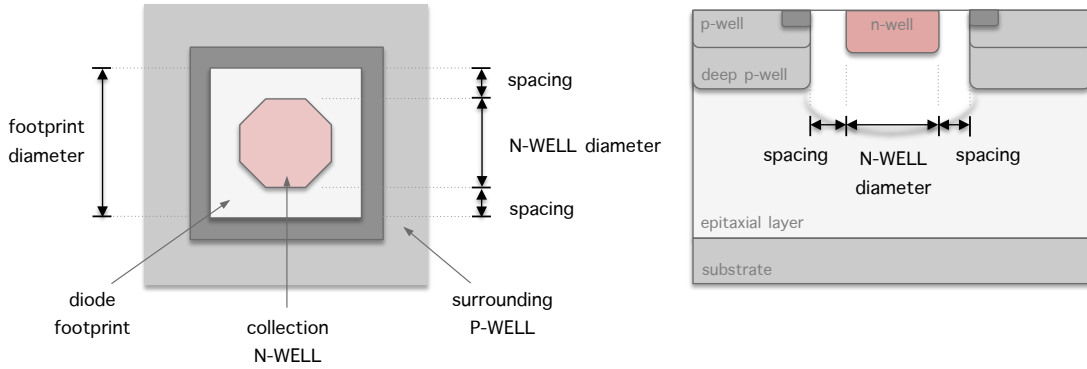 footprint
diameter
spacing
N-WELL diameter
spacing
diode
footprint
collection
N-WELL
surrounding
P-WELL
p-well
n-well
deep p-well
spacing
N-WELL
diameter
spacing
epitaxial layer
substrate